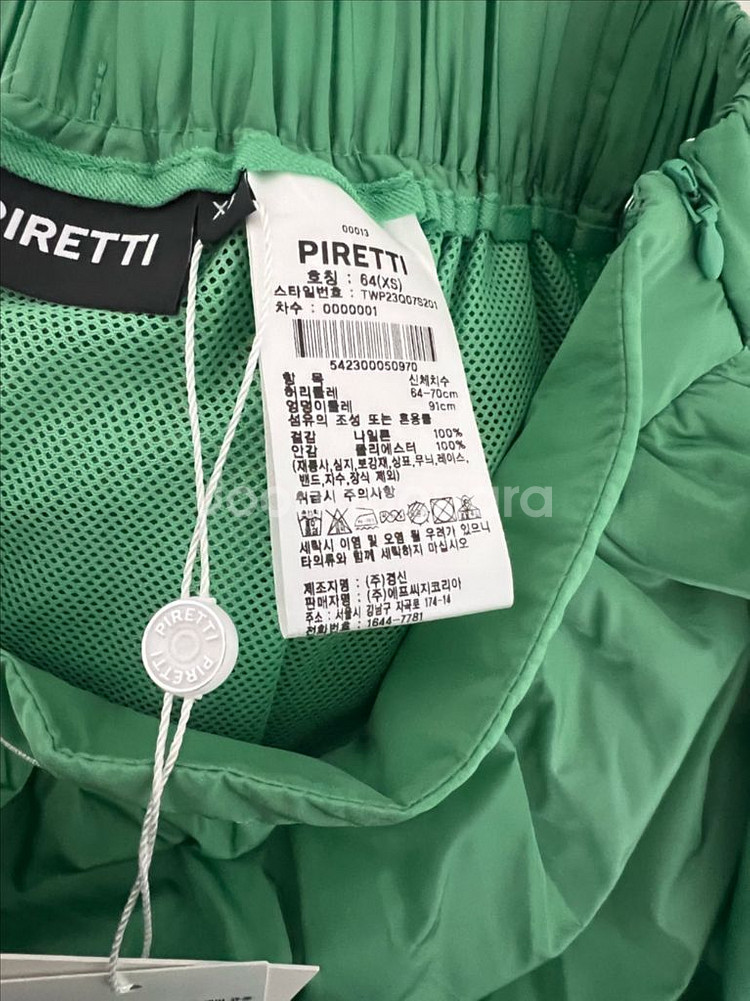 PIRETTI
00013
PIRETTI
호칭 : 64(XS)
스타일번호 : TWP23Q07S201
차수 : 0000001
542300050970
항 목 신체치수
허리둘레 64-70cm
엉덩이둘레 91cm
섬유의 조성 또는 혼용률
겉감 나일론 100%
안감 폴리에스터 100%
(재봉사,심지,보강재,상표,무늬,레이스,
밴드,자수,장식 제외)
취급시 주의사항
세탁시 이염 및 오염 될 우려가 있으니
타의류와 함께 세탁하지 마십시오
제조자명 : (주)경신
판매자명 : (주)에프씨지코리아
주소 : 서울시 강남구 자곡로 174-14
전화번호 : 1644-7781
PIRETTI
PIRETTI